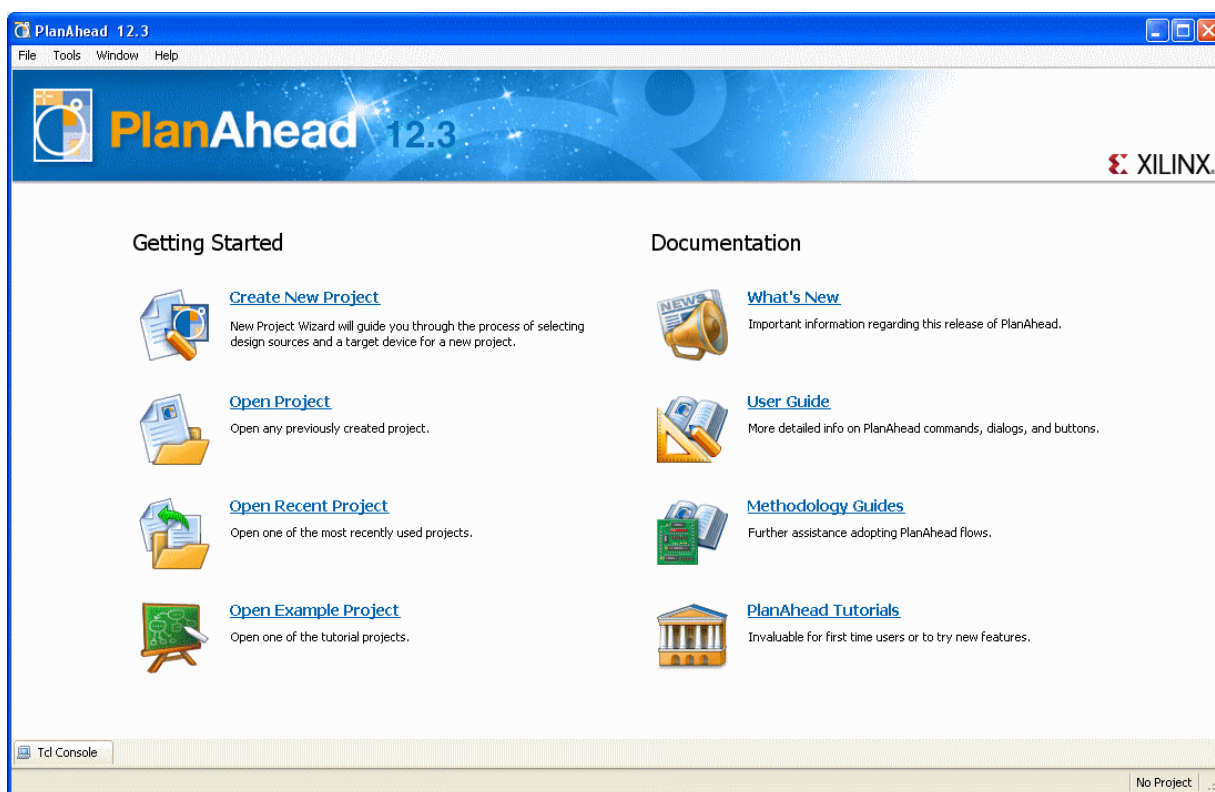 PlanAhead 12.3
File Tools Window Help
PlanAhead 12.3
XILINX
Getting Started
Create New Project
New Project Wizard will guide you through the process of selecting
design sources and a target device for a new project.
Open Project
Open any previously created project.
Open Recent Project
Open one of the most recently used projects.
Open Example Project
Open one of the tutorial projects.
Documentation
What's New
NEWS
Important information regarding this release of PlanAhead.
User Guide
More detailed info on PlanAhead commands, dialogs, and buttons.
Methodology Guides
Further assistance adopting PlanAhead flows.
PlanAhead Tutorials
Invaluable for first time users or to try new features.
Tcl Console
No Project